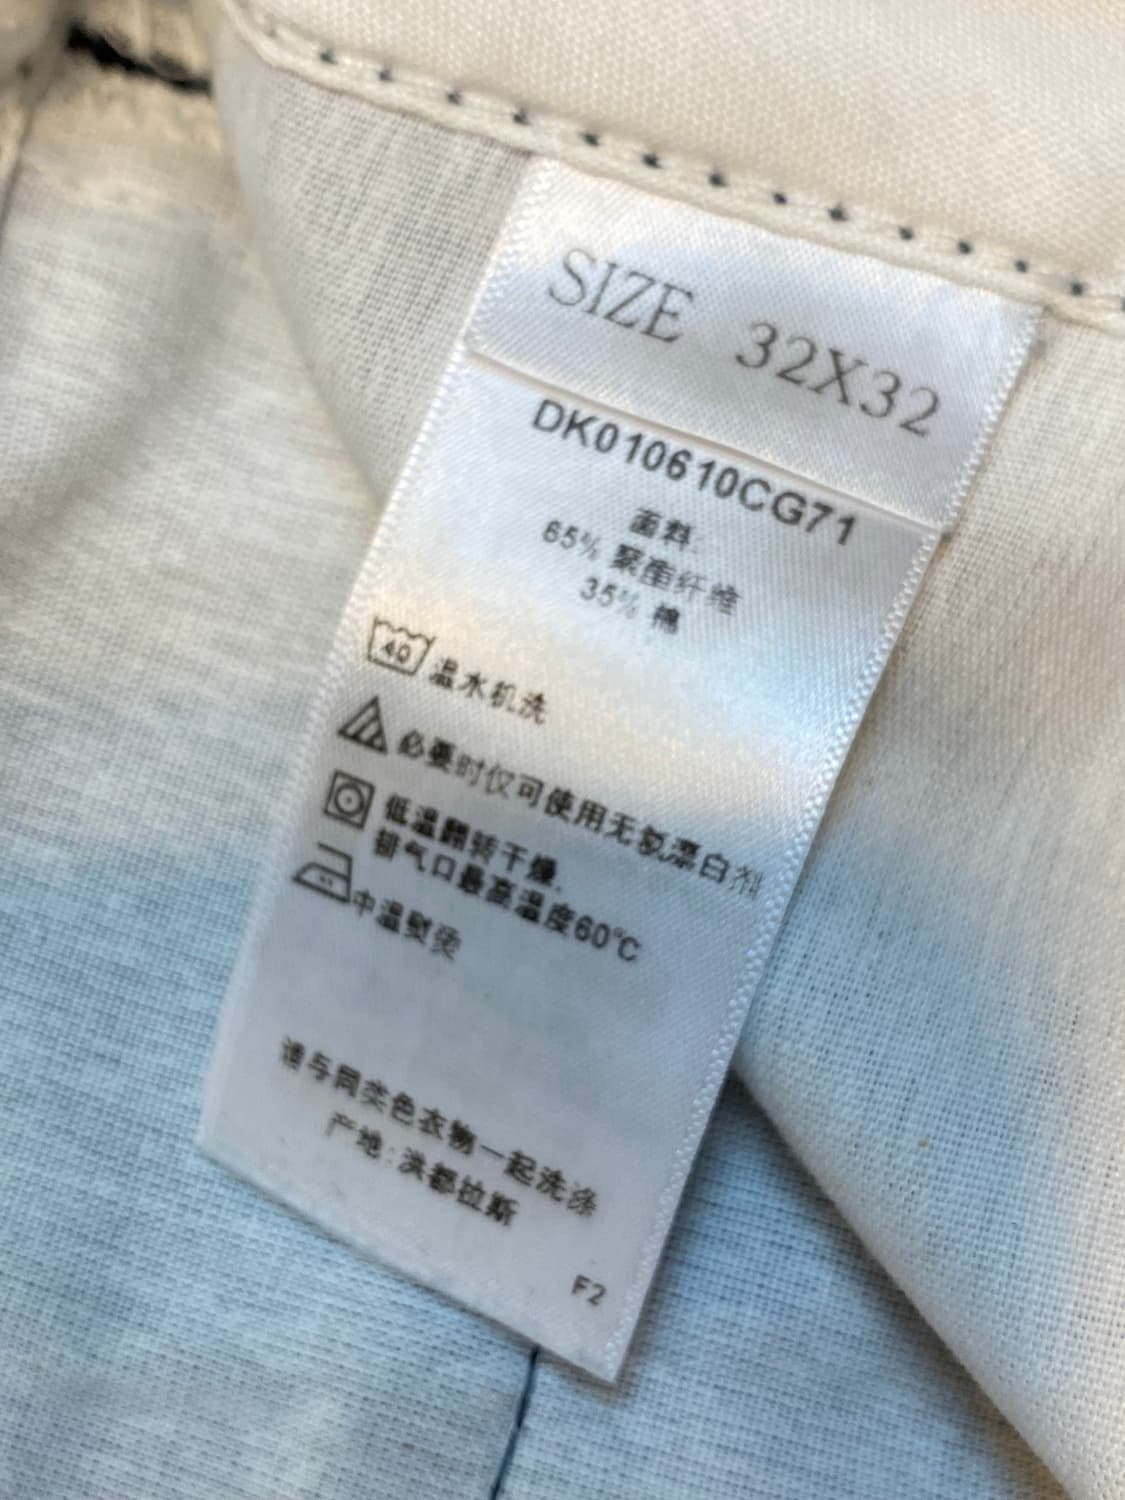 SIZE 32X32
DK010610CG71
面料:
65% 聚酯纤维
35% 棉
40 温水机洗
必要时仅可使用无氯漂白剂
低温翻转干燥,
排气口最高温度60℃
中温熨烫
请与同类色衣物一起洗涤
产地:洪都拉斯
F2